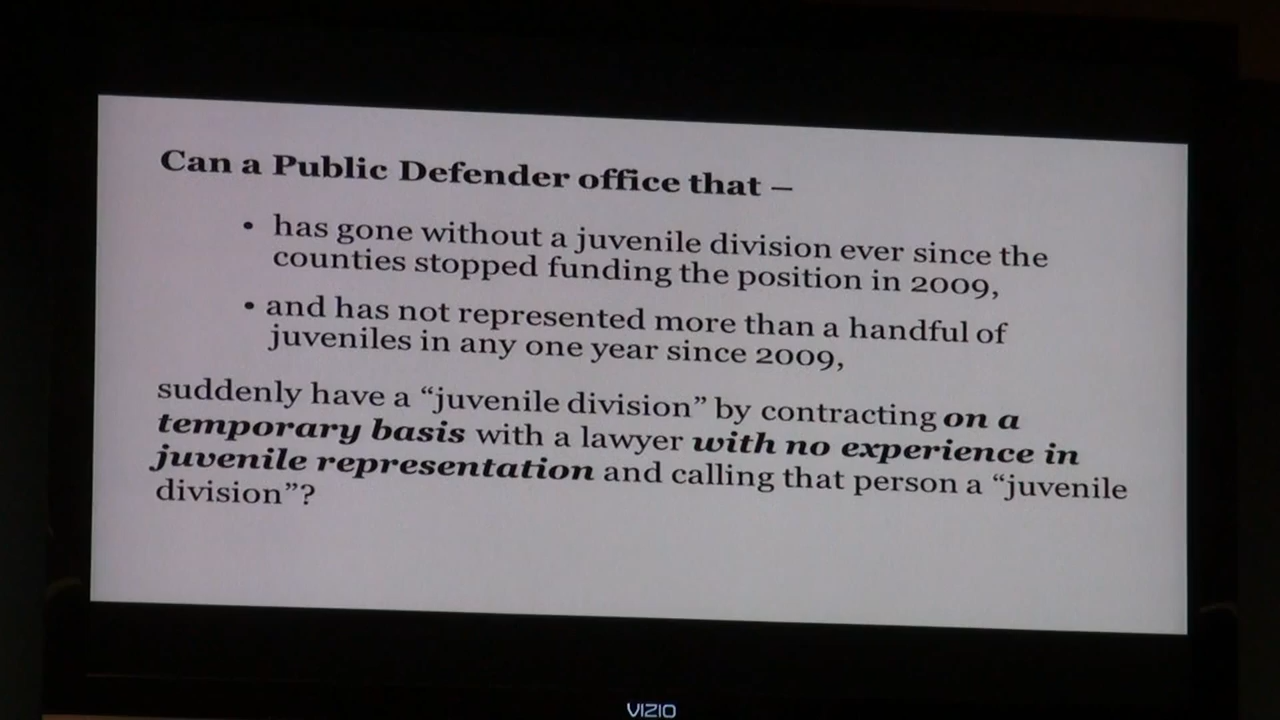 Can a Public Defender office that –
• has gone without a juvenile division ever since the
counties stopped funding the position in 2009,
• and has not represented more than a handful of
juveniles in any one year since 2009,
suddenly have a “juvenile division” by contracting on a
temporary basis with a lawyer with no experience in
juvenile representation and calling that person a “juvenile
division”?
VIZIO